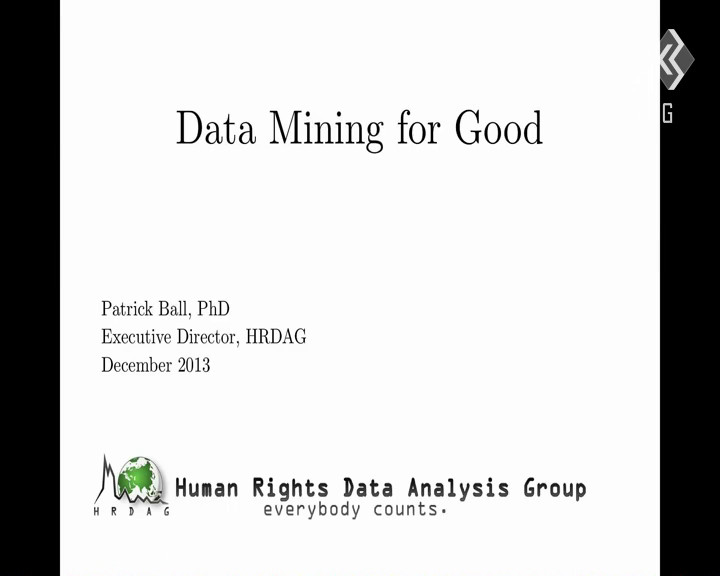 Data Mining for Good
Patrick Ball, PhD
Executive Director, HRDAG
December 2013
H R D A G
Human Rights Data Analysis Group
everybody counts.
G